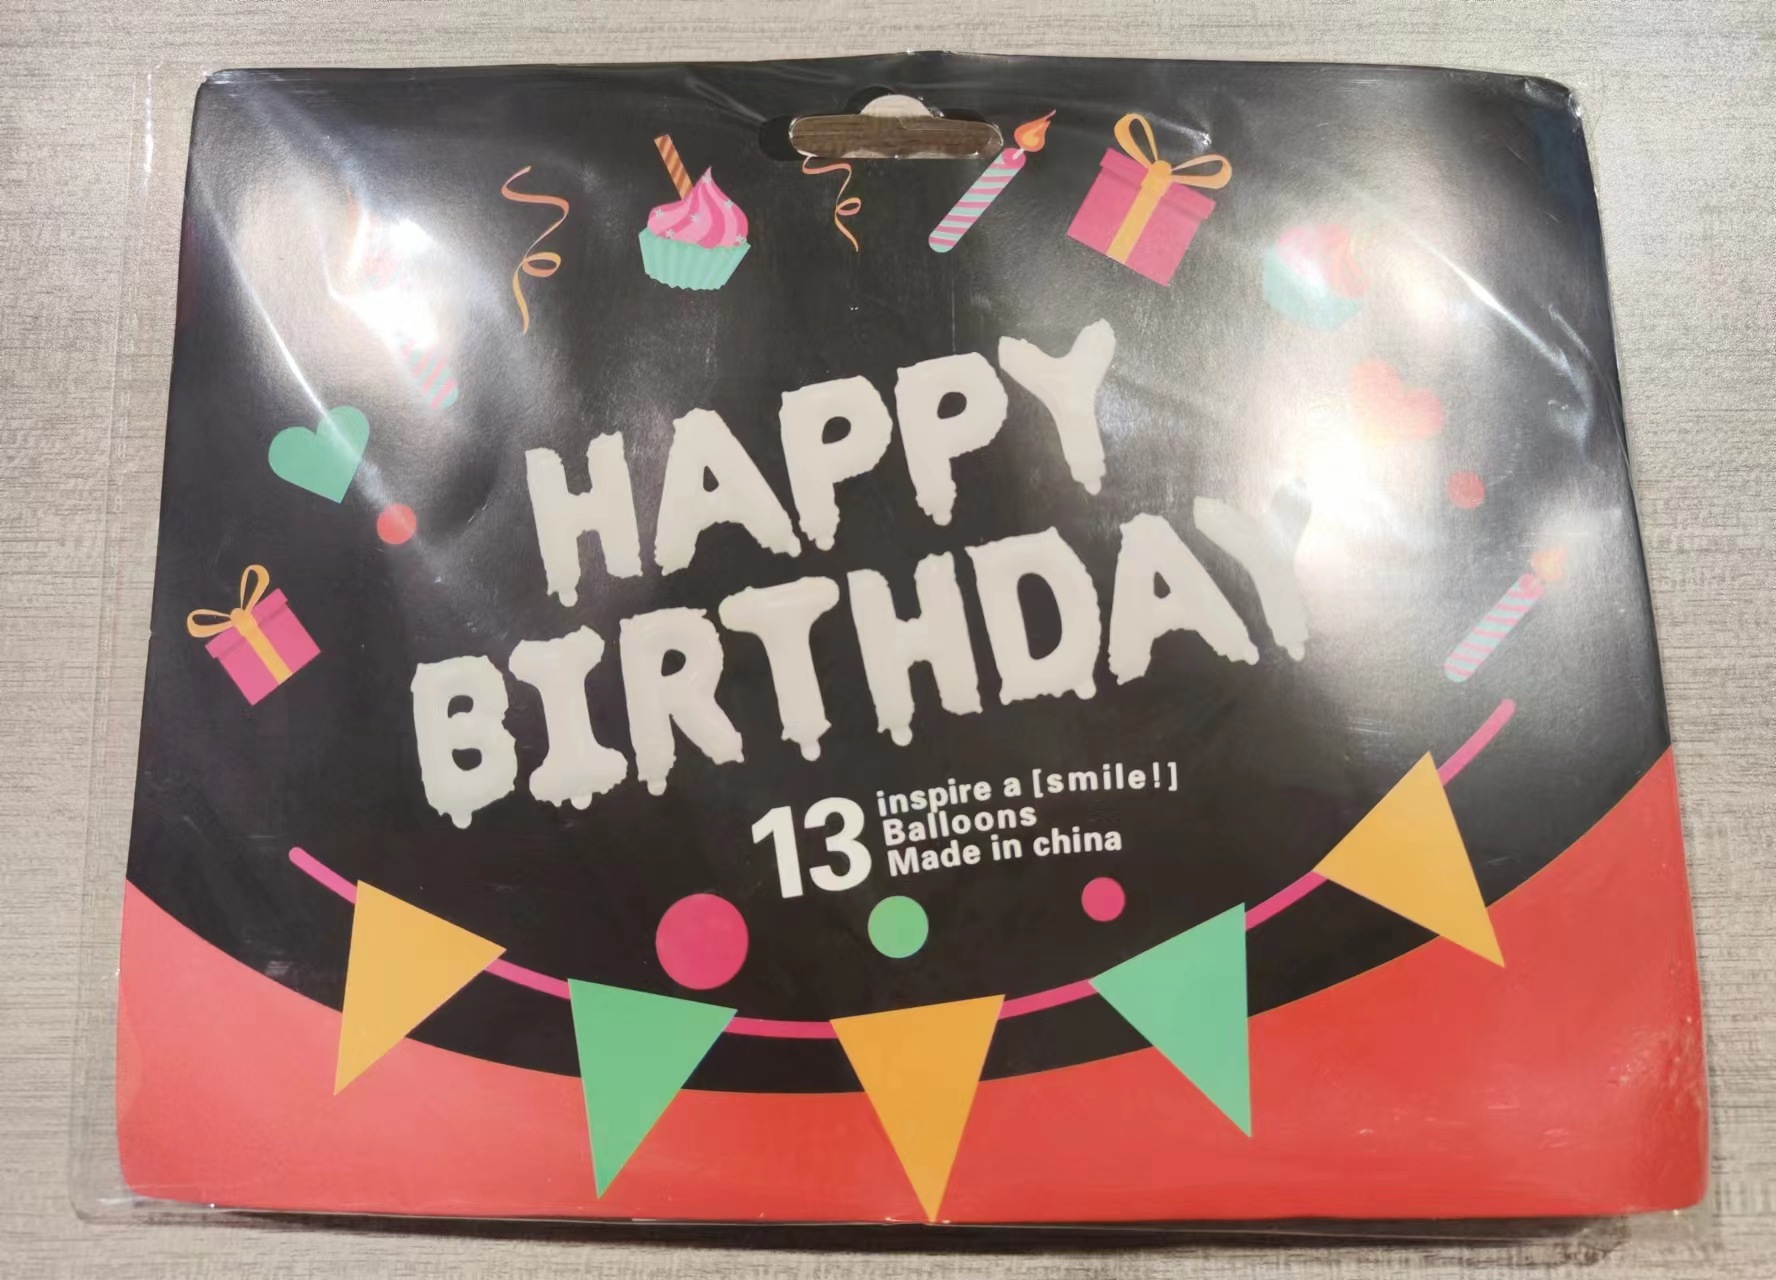 HAPPY
BIRTHDAY
13
inspire a [smile!]
Balloons
Made in china